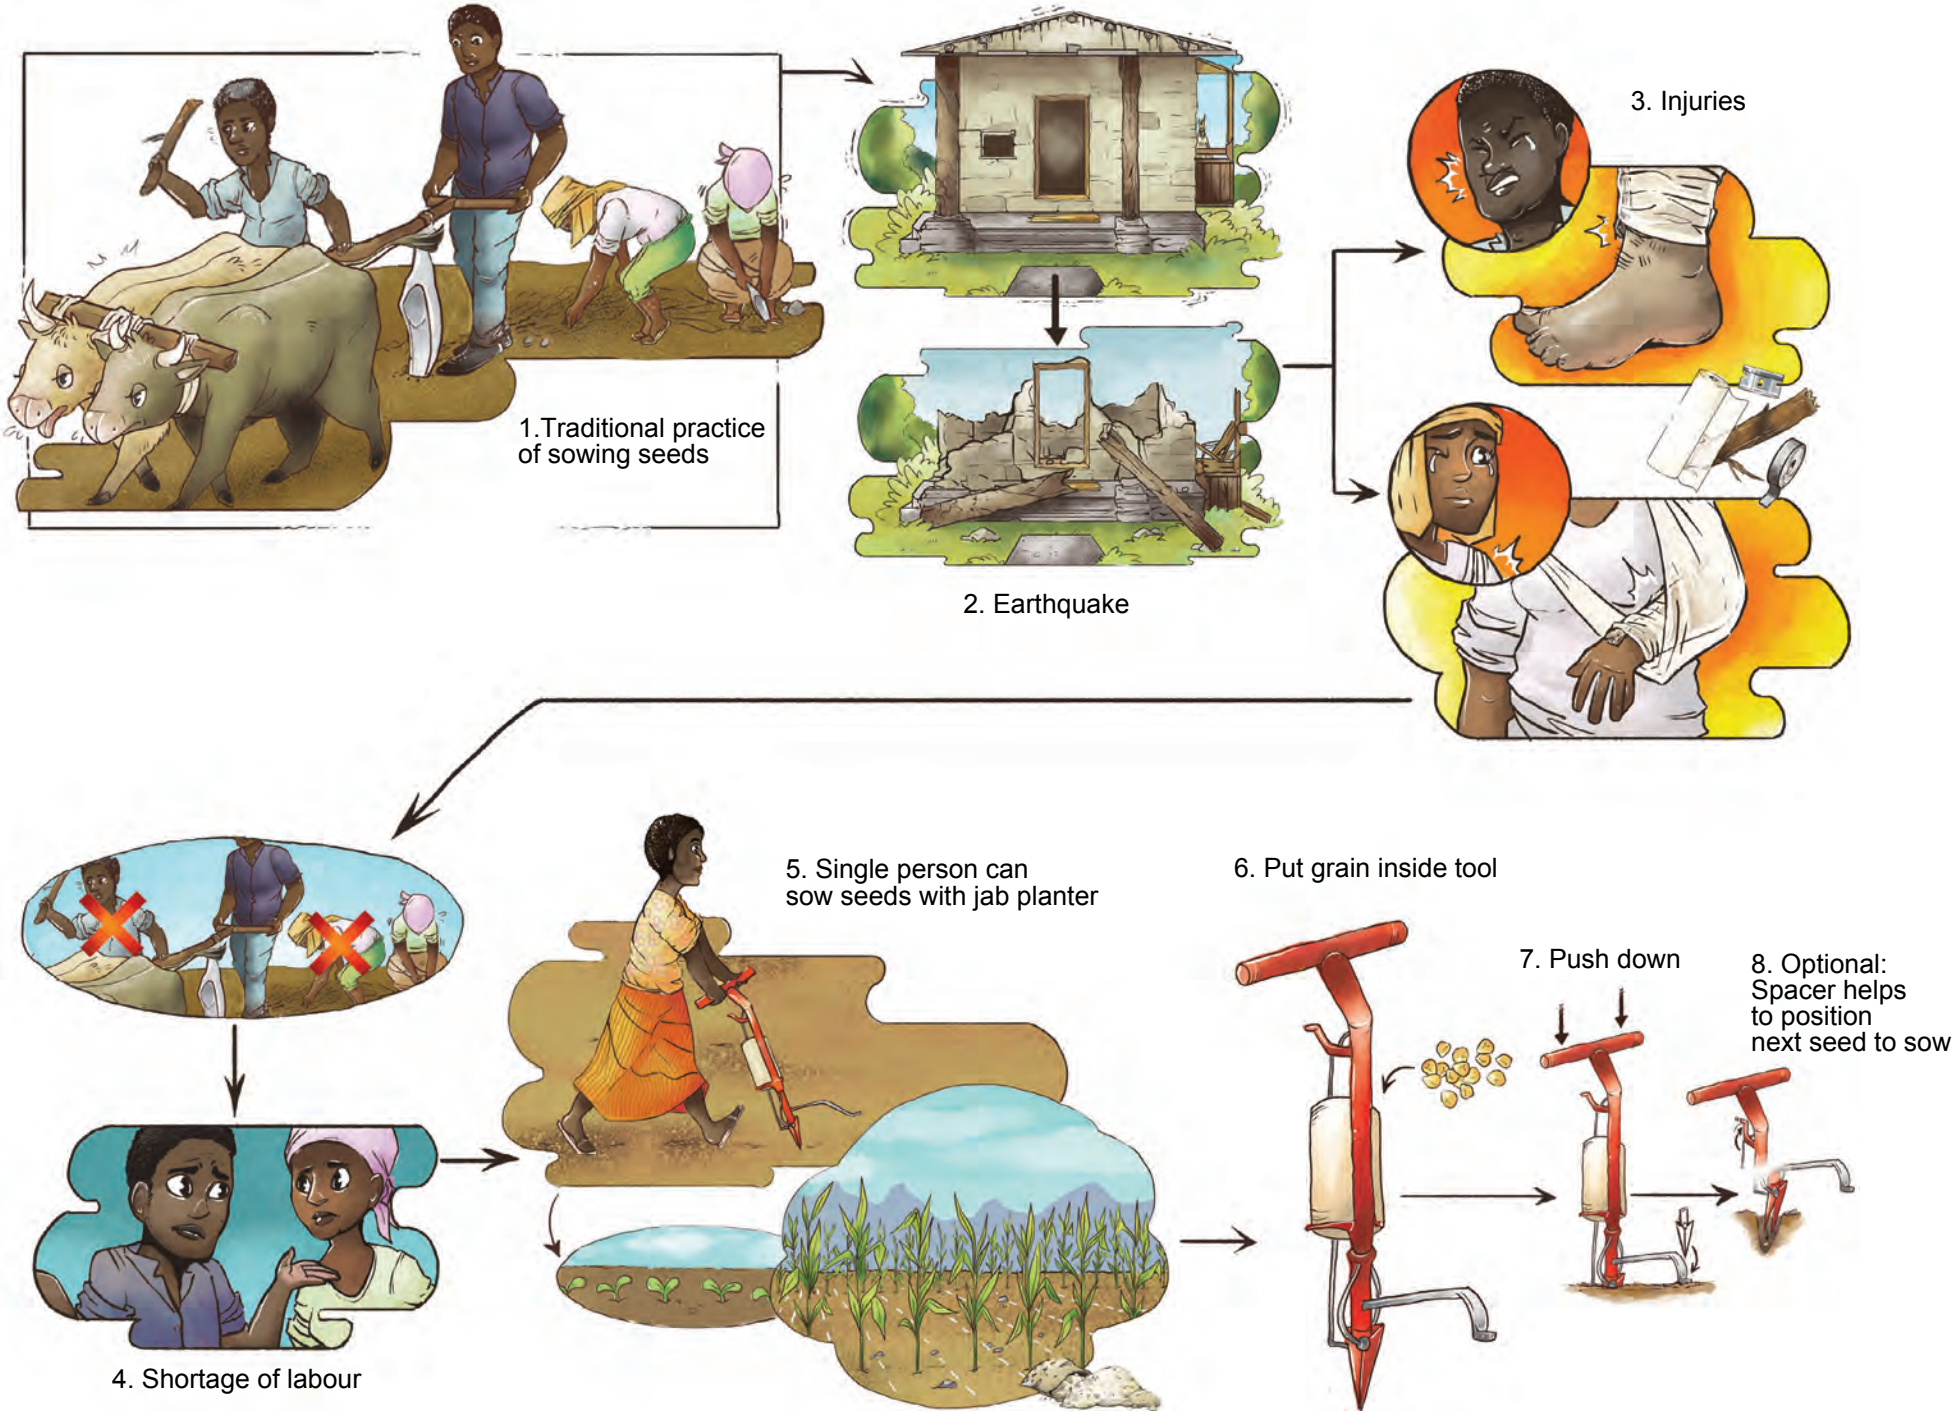 1.Traditional practice
of sowing seeds
2. Earthquake
3. Injuries
4. Shortage of labour
5. Single person can
sow seeds with jab planter
6. Put grain inside tool
7. Push down
8. Optional:
Spacer helps
to position
next seed to sow